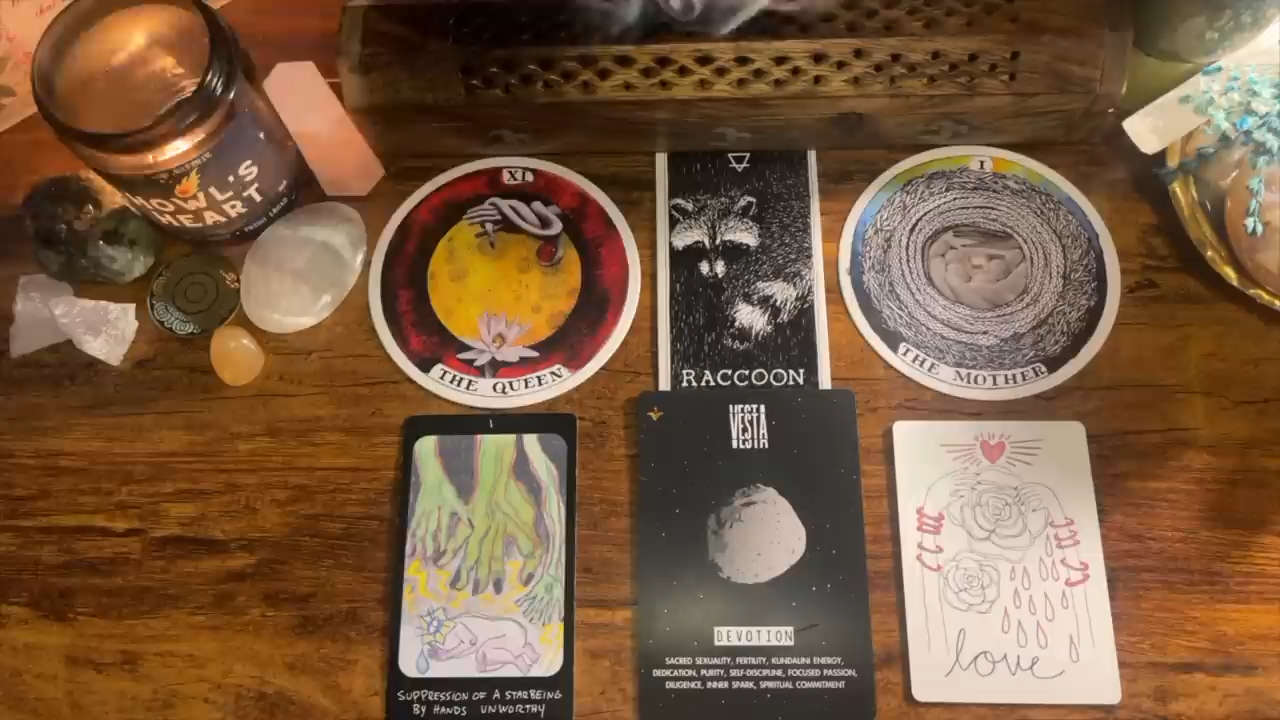 HOWL'S
HEART
XI
THE QUEEN
RACCOON
I
THE MOTHER
I
SUPPRESSION OF A STARBEING
BY HANDS UNWORTHY
VESTA
DEVOTION
SACRED SEXUALITY, FERTILITY, KUNDALINI ENERGY,
DEDICATION, PURITY, SELF-DISCIPLINE, FOCUSED PASSION,
DILIGENCE, INNER SPARK, SPIRITUAL COMMITMENT
love